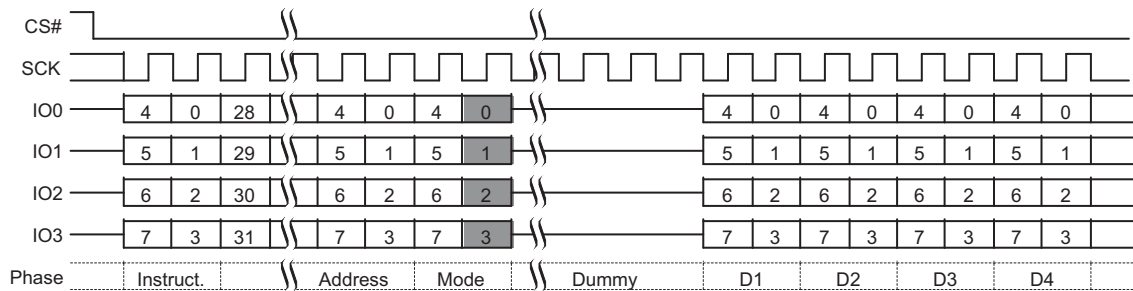 CS#
SCK
IO0 4 0 28 4 0 4 0 4 0 4 0 4 0 4 0
IO1 5 1 29 5 1 5 1 5 1 5 1 5 1 5 1
IO2 6 2 30 6 2 6 2 6 2 6 2 6 2 6 2
IO3 7 3 31 7 3 7 3 7 3 7 3 7 3 7 3
Phase Instruct. Address Mode Dummy D1 D2 D3 D4